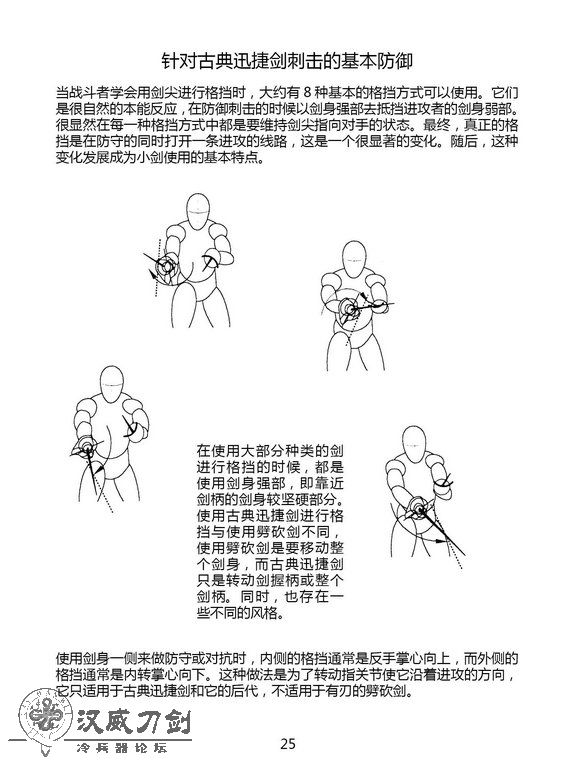 针对古典迅捷剑刺击的基本防御
当战斗者学会用剑尖进行格挡时，大约有8种基本的格挡方式可以使用。它们
是很自然的本能反应，在防御刺击的时候以剑身强部去抵挡进攻者的剑身弱部。
很显然在每一种格挡方式中都是要维持剑尖指向对手的状态。最终，真正的格
挡是在防守的同时打开一条进攻的线路，这是一个很显著的变化。随后，这种
变化发展成为小剑使用的基本特点。
在使用大部分种类的剑
进行格挡的时候，都是
使用剑身强部，即靠近
剑柄的剑身较坚硬部分。
使用古典迅捷剑进行格
挡与使用劈砍剑不同，
使用劈砍剑是要移动整
个剑身，而古典迅捷剑
只是转动剑握柄或整个
剑柄。同时，也存在一
些不同的风格。
使用剑身一侧来做防守或对抗时，内侧的格挡通常是反手掌心向上，而外侧的
格挡通常是内转掌心向下。这种做法是为了转动指关节使它沿着进攻的方向，
它只适用于古典迅捷剑和它的后代，不适用于有刃的劈砍剑。
汉威刀剑
冷兵器论坛
25